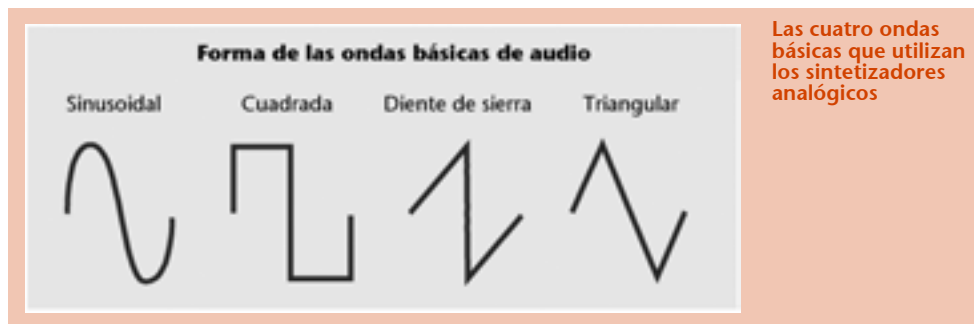 Forma de las ondas básicas de audio
Sinusoidal
Cuadrada
Diente de sierra
Triangular
Las cuatro ondas
básicas que utilizan
los sintetizadores
analógicos